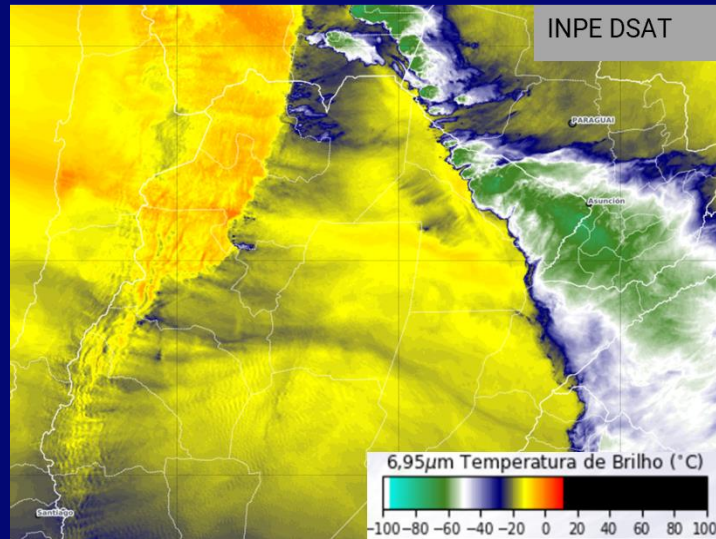 INPE DSAT
PARAGUAI
Asunción
Santiago
6,95µm Temperatura de Brilho (°C)
−100 −80 −60 −40 −20 0 20 40 60 80 100